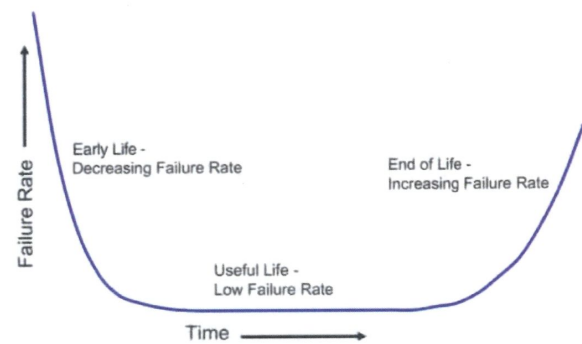 Failure Rate
Early Life -
Decreasing Failure Rate
End of Life -
Increasing Failure Rate
Useful Life -
Low Failure Rate
Time